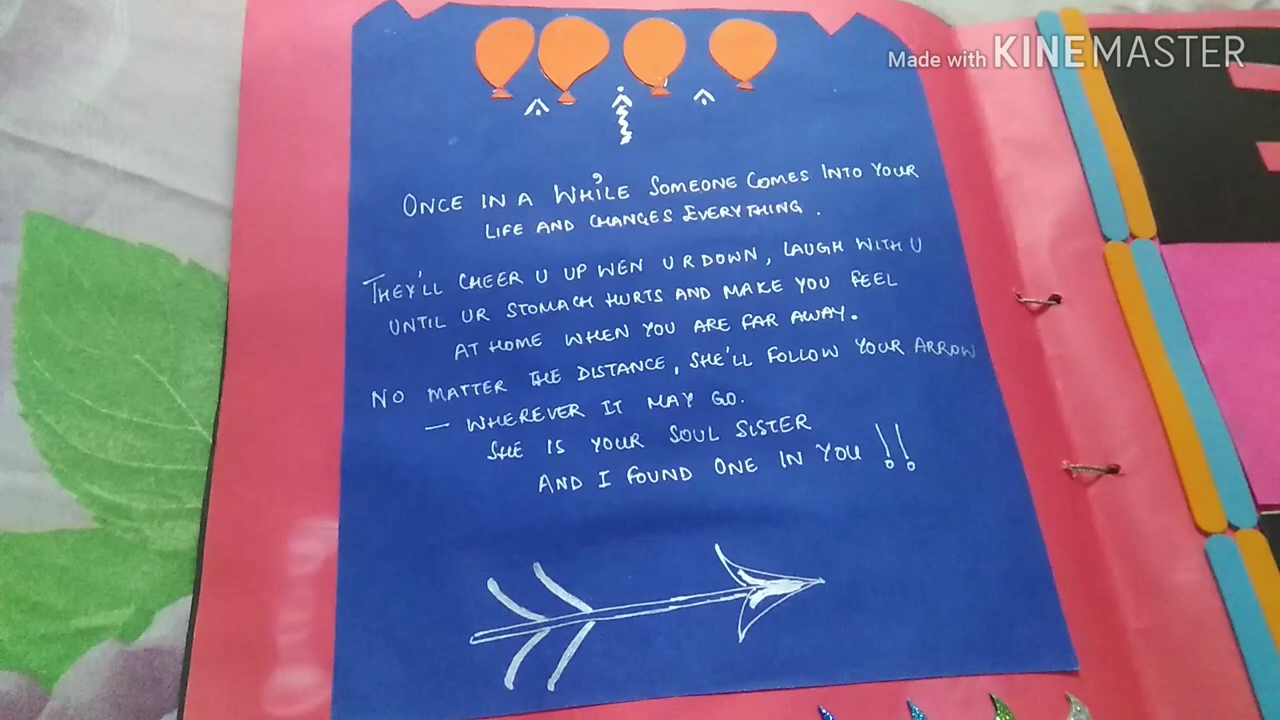 Made with KINEMASTER
ONCE IN A WHILE SOMEONE COMES INTO YOUR
LIFE AND CHANGES EVERYTHING.
THEY'LL CHEER U UP WEN U R DOWN, LAUGH WITH U
UNTIL UR STOMACH HURTS AND MAKE YOU FEEL
AT HOME WHEN YOU ARE FAR AWAY.
NO MATTER THE DISTANCE, SHE'LL FOLLOW YOUR ARROW
— WHEREVER IT MAY GO.
SHE IS YOUR SOUL SISTER
AND I FOUND ONE IN YOU !!